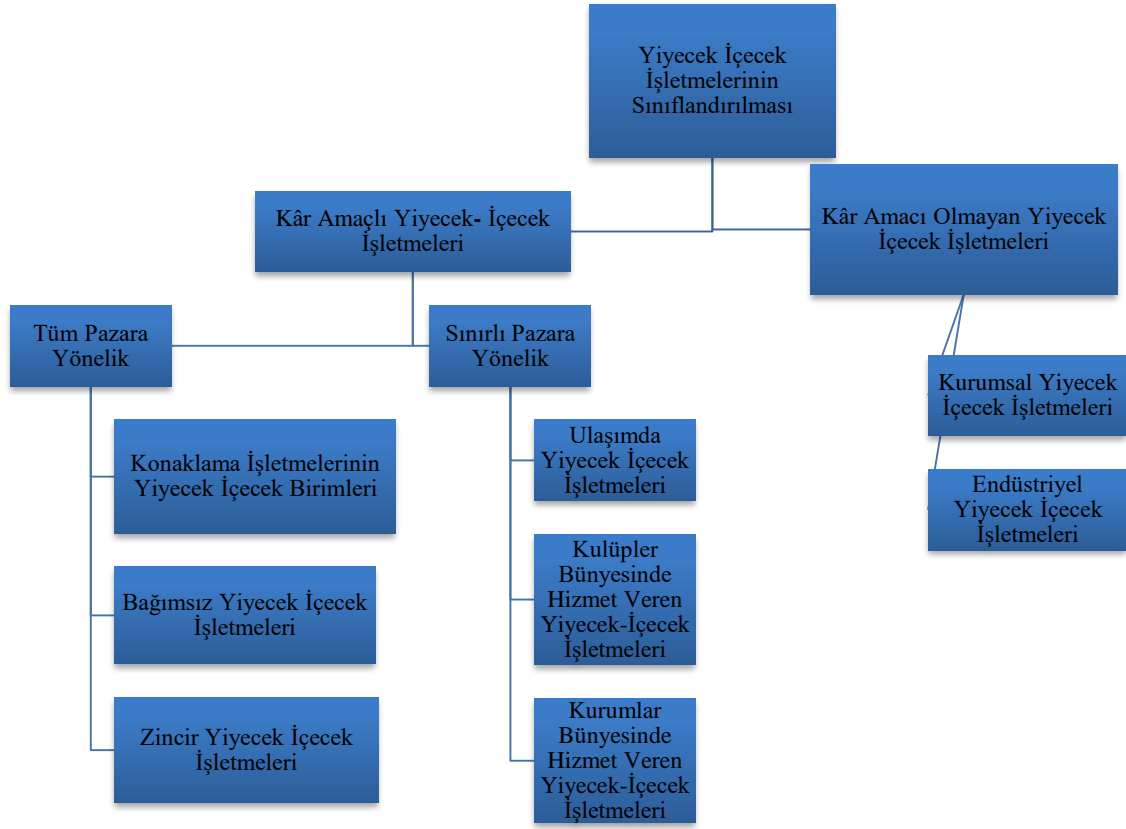 Yiyecek İçecek
İşletmelerinin
Sınıflandırılması
Kâr Amaçlı Yiyecek- İçecek
İşletmeleri
Kâr Amacı Olmayan Yiyecek
İçecek İşletmeleri
Tüm Pazara
Yönelik
Sınırlı Pazara
Yönelik
Konaklama İşletmelerinin
Yiyecek İçecek Birimleri
Bağımsız Yiyecek İçecek
İşletmeleri
Zincir Yiyecek İçecek
İşletmeleri
Ulaşımda
Yiyecek İçecek
İşletmeleri
Kulüpler
Bünyesinde
Hizmet Veren
Yiyecek-İçecek
İşletmeleri
Kurumlar
Bünyesinde
Hizmet Veren
Yiyecek-İçecek
İşletmeleri
Kurumsal Yiyecek
İçecek İşletmeleri
Endüstriyel
Yiyecek İçecek
İşletmeleri